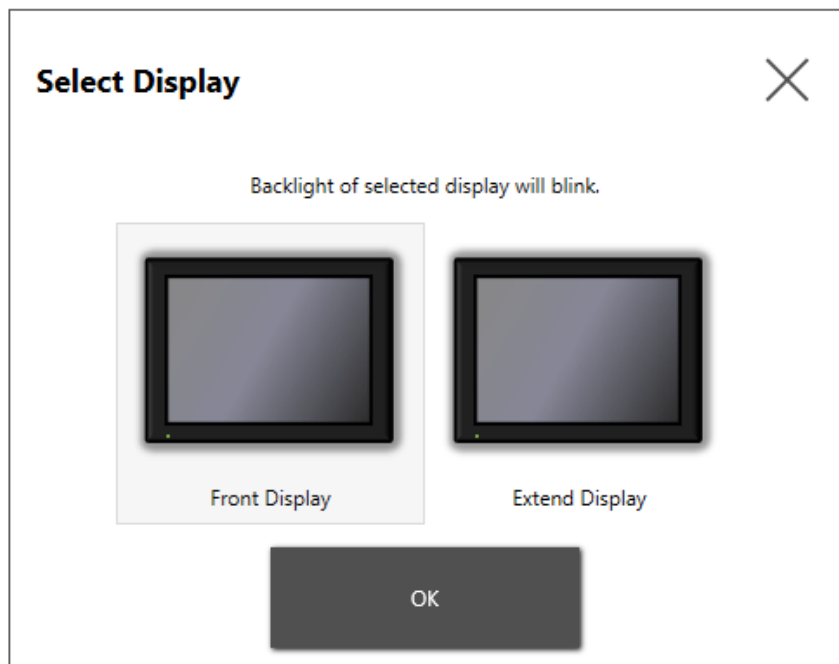 Select Display
Backlight of selected display will blink.
Front Display
Extend Display
OK